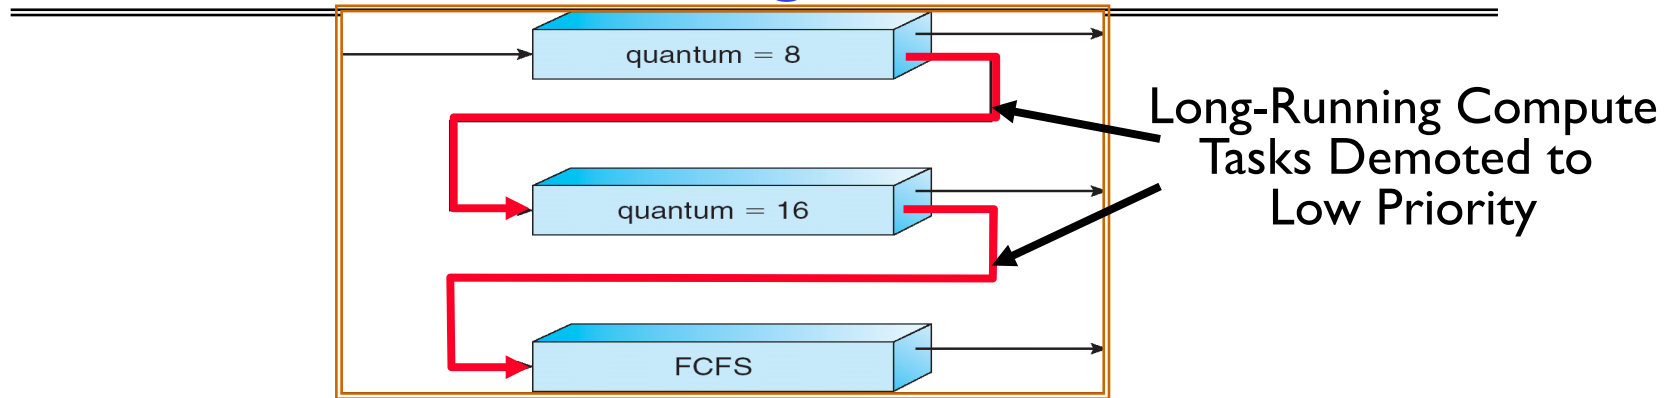 quantum = 8
Long-Running Compute
Tasks Demoted to
Low Priority
quantum = 16
FCFS